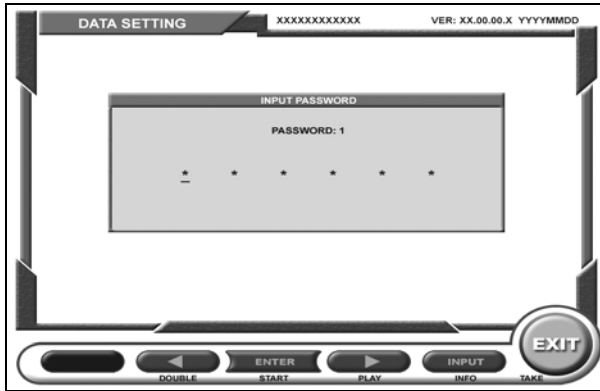 DATA SETTING XXXXXXXXXXXX VER: XX.00.00.X YYYYMMDD
INPUT PASSWORD
PASSWORD: 1
* * * * * *
ENTER INPUT EXIT
DOUBLE START PLAY INFO TAKE